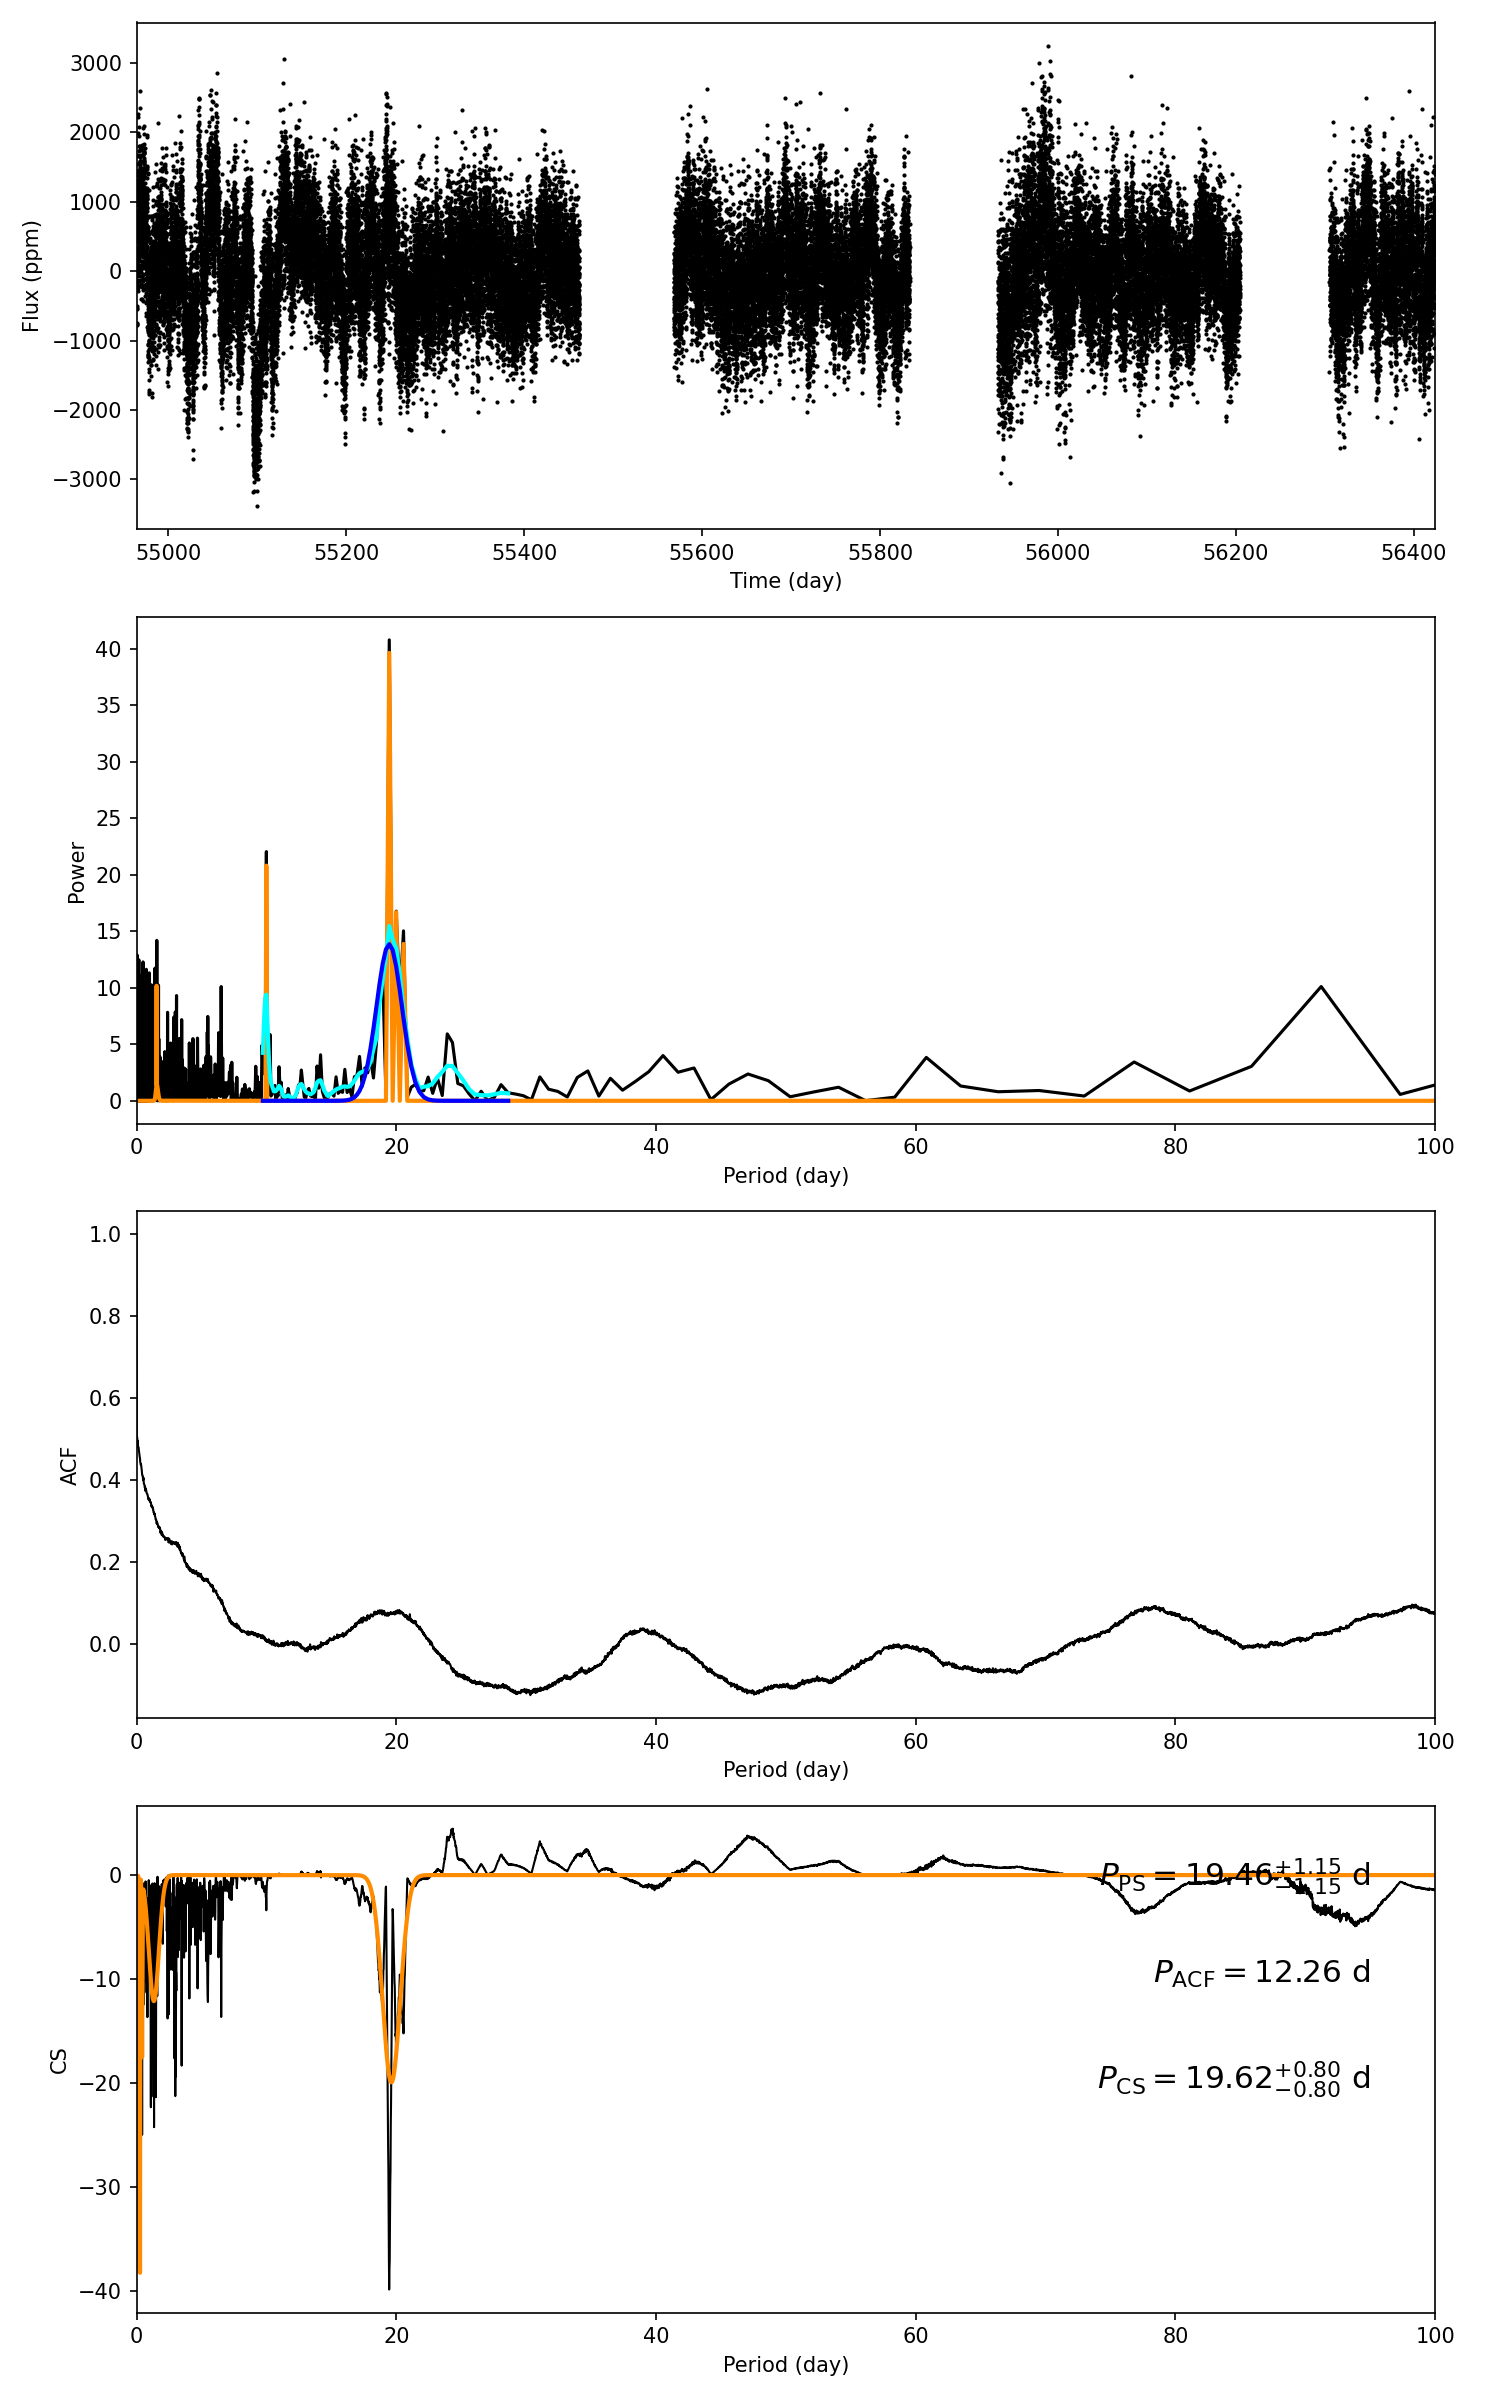 3000
2000
1000
0
−1000
−2000
−3000
Flux (ppm)
55000 55200 55400 55600 55800 56000 56200 56400
Time (day)
40
35
30
25
20
15
10
5
0
Power
0 20 40 60 80 100
Period (day)
1.0
0.8
0.6
0.4
0.2
0.0
ACF
0 20 40 60 80 100
Period (day)
0
−10
−20
−30
−40
CS
P_PS = 19.46 +1.15 −1.15 d
P_ACF = 12.26 d
P_CS = 19.62 +0.80 −0.80 d
0 20 40 60 80 100
Period (day)